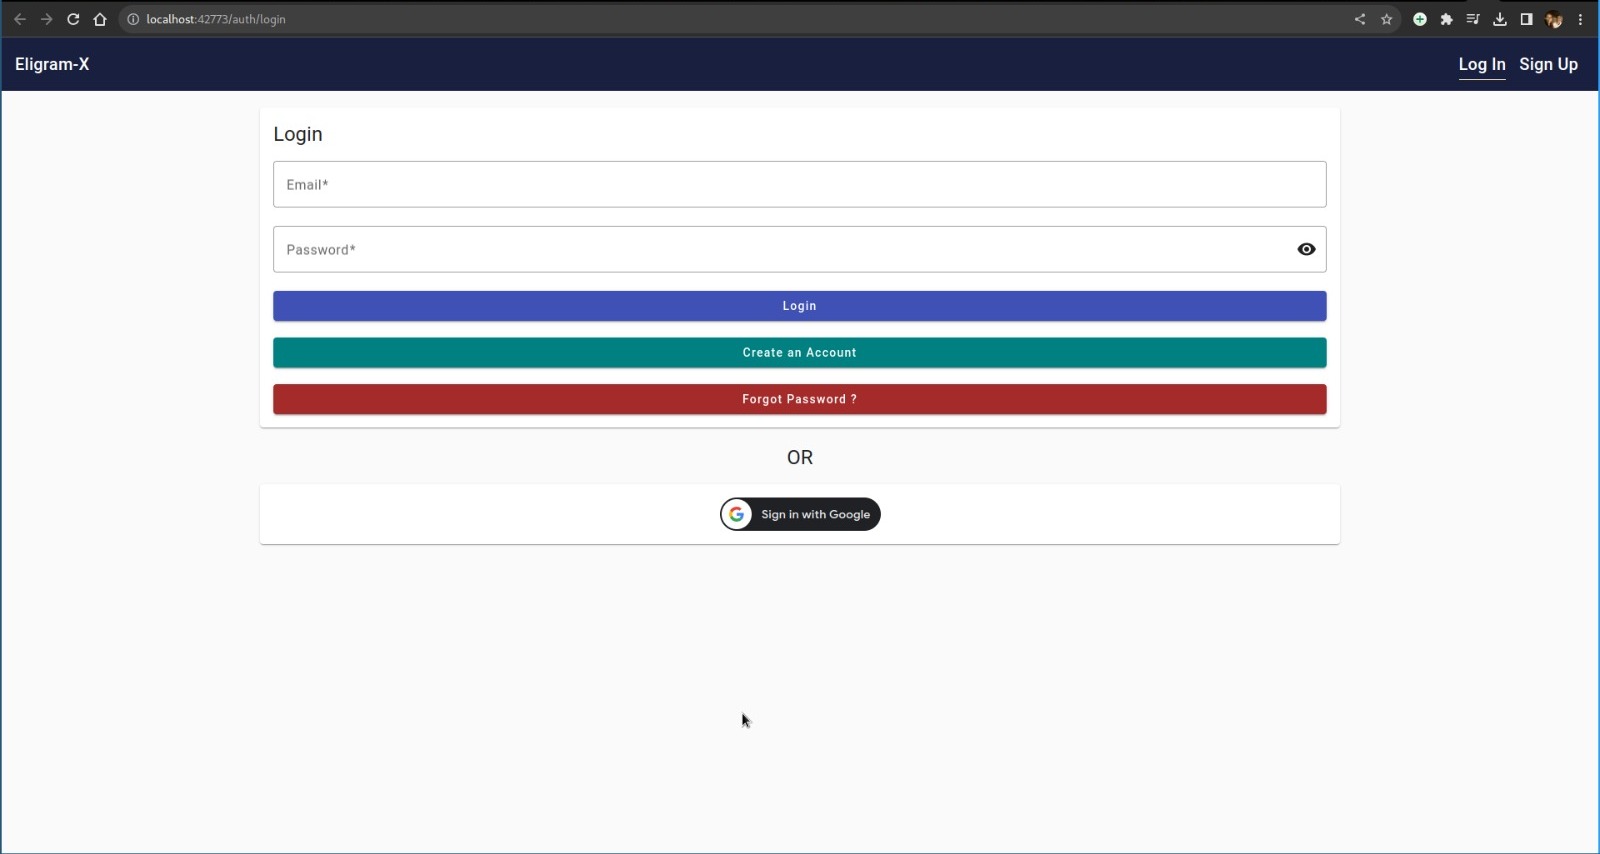 localhost:42773/auth/login
Eligram-X
Log In
Sign Up
Login
Email*
Password*
Login
Create an Account
Forgot Password ?
OR
G Sign in with Google